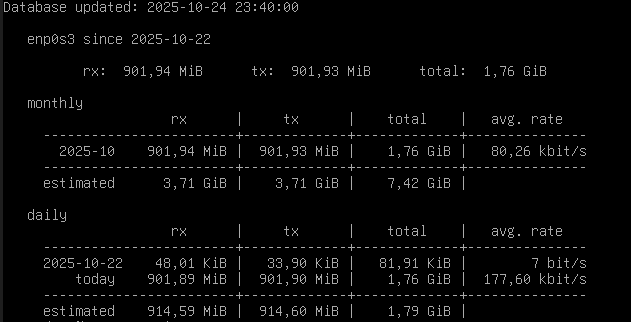 Database updated: 2025-10-24 23:40:00
enp0s3 since 2025-10-22
rx: 901,94 MiB tx: 901,93 MiB total: 1,76 GiB
monthly
rx | tx | total | avg. rate
------------------------+-------------+-------------+---------------
2025-10 901,94 MiB | 901,93 MiB | 1,76 GiB | 80,26 kbit/s
------------------------+-------------+-------------+---------------
estimated 3,71 GiB | 3,71 GiB | 7,42 GiB |
daily
rx | tx | total | avg. rate
------------------------+-------------+-------------+---------------
2025-10-22 48,01 KiB | 33,90 KiB | 81,91 KiB | 7 bit/s
today 901,89 MiB | 901,90 MiB | 1,76 GiB | 177,60 kbit/s
------------------------+-------------+-------------+---------------
estimated 914,59 MiB | 914,60 MiB | 1,79 GiB |